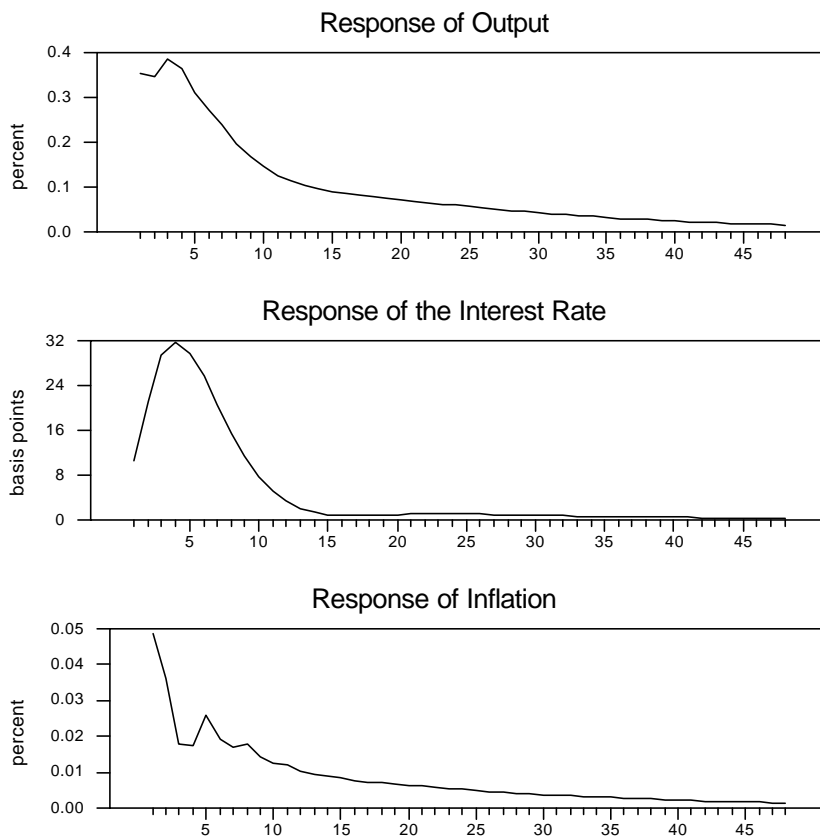 Response of Output
percent
0.4
0.3
0.2
0.1
0.0
5 10 15 20 25 30 35 40 45
Response of the Interest Rate
basis points
32
24
16
8
0
5 10 15 20 25 30 35 40 45
Response of Inflation
percent
0.05
0.04
0.03
0.02
0.01
0.00
5 10 15 20 25 30 35 40 45